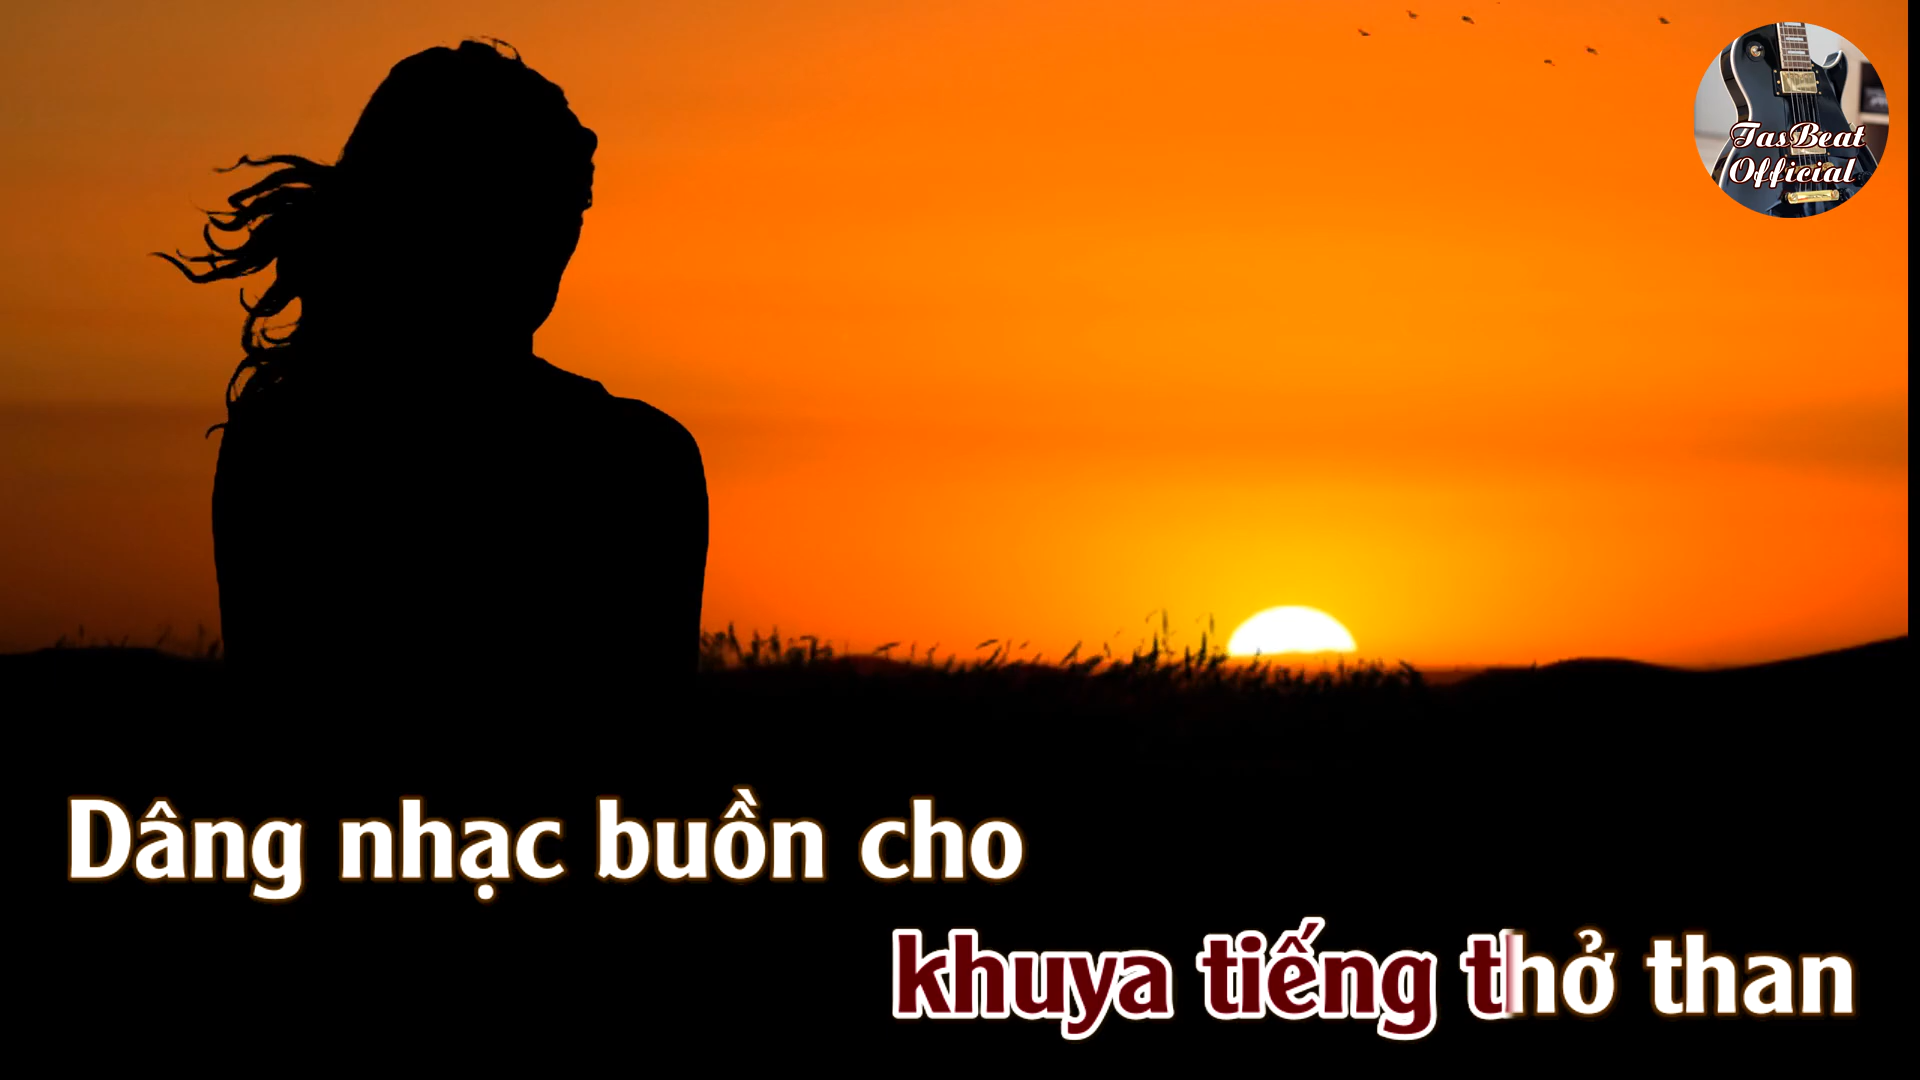 TasBeat
Official
Dâng nhạc buồn cho
khuya tiếng thở than